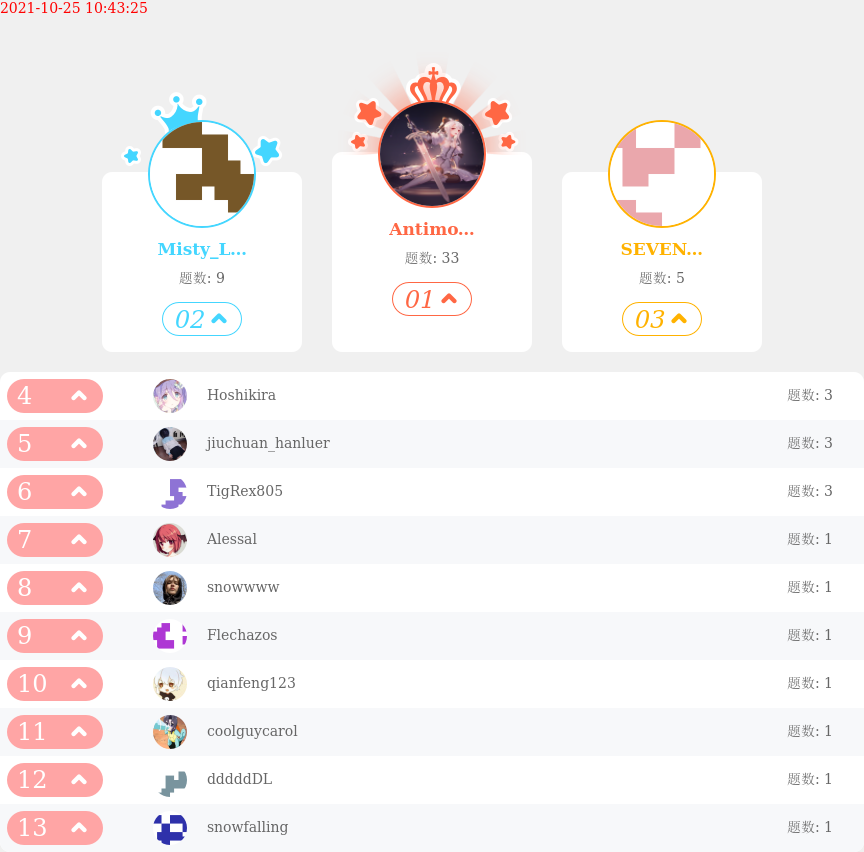 2021-10-25 10:43:25
Misty_L...
题数: 9
02
Antimo...
题数: 33
01
SEVEN...
题数: 5
03
4 Hoshikira 题数: 3
5 jiuchuan_hanluer 题数: 3
6 TigRex805 题数: 3
7 Alessal 题数: 1
8 snowwww 题数: 1
9 Flechazos 题数: 1
10 qianfeng123 题数: 1
11 coolguycarol 题数: 1
12 dddddDL 题数: 1
13 snowfalling 题数: 1